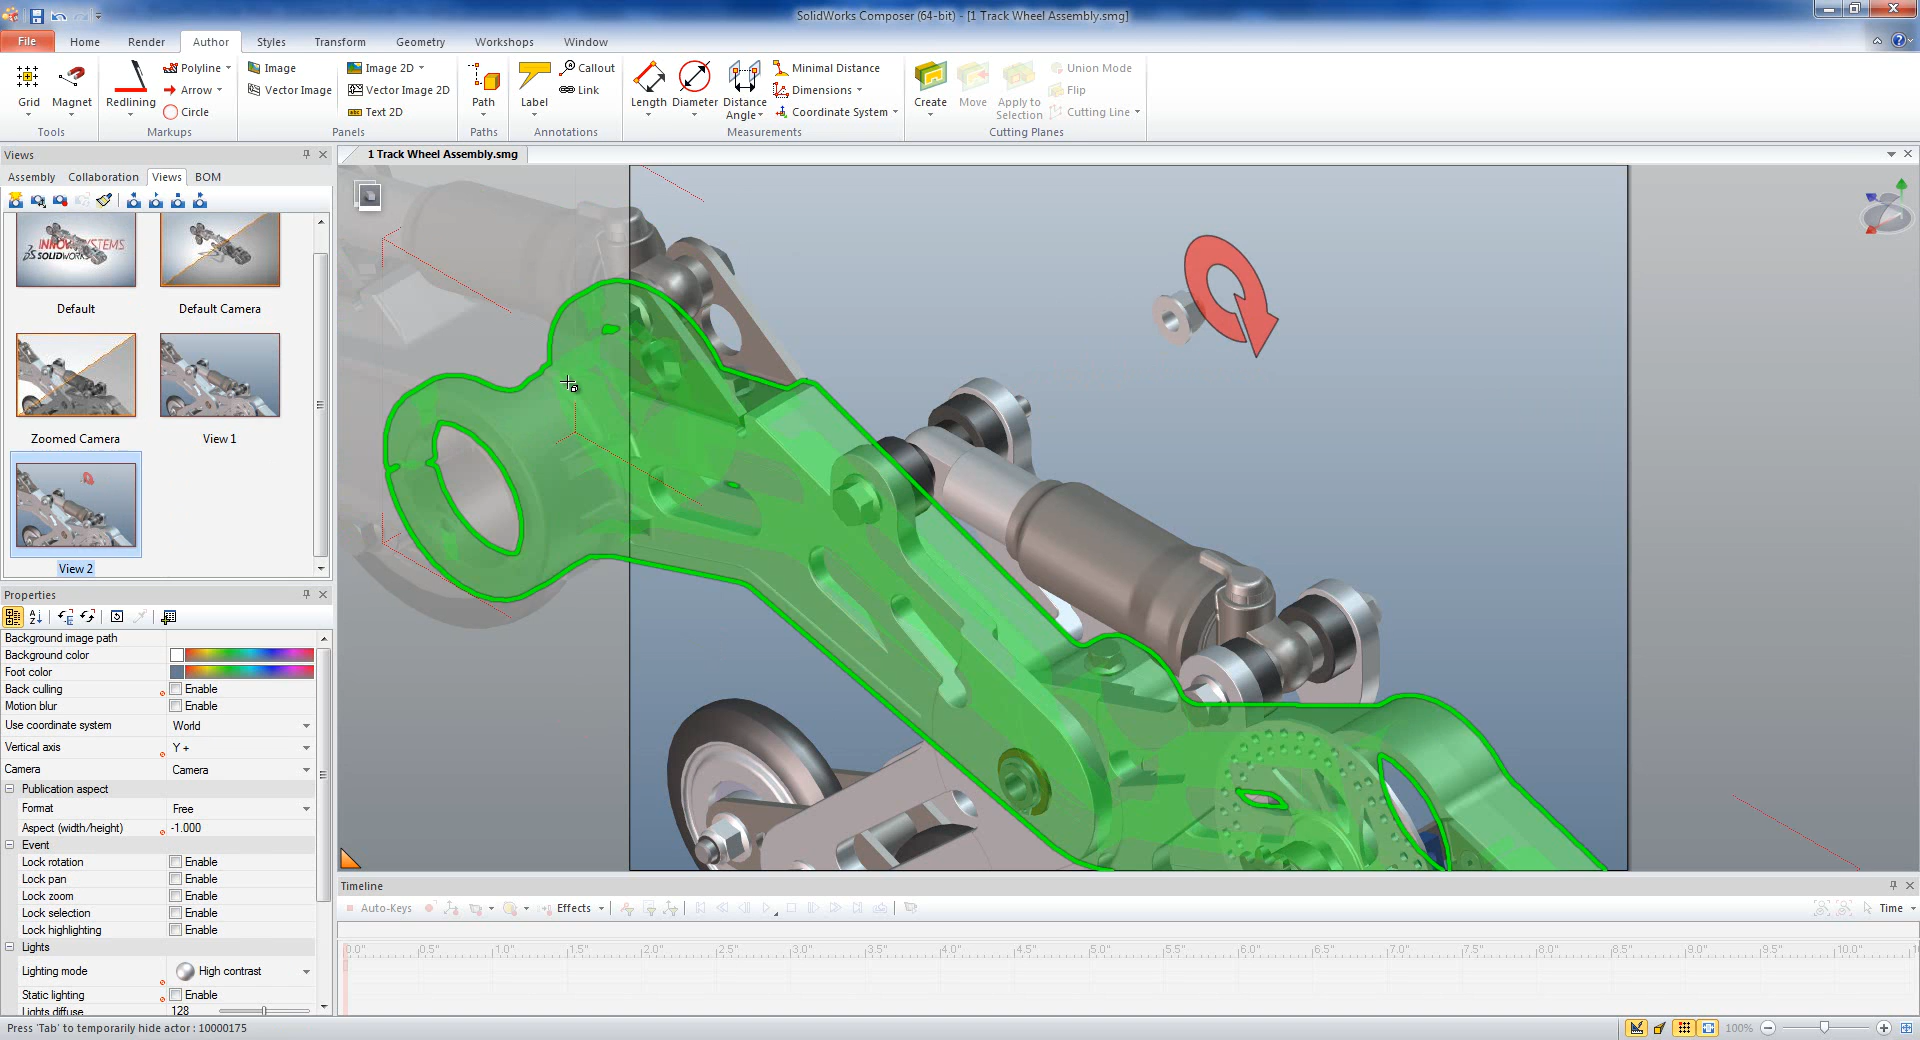 SolidWorks Composer (64-bit) - [1 Track Wheel Assembly.smg]
File Home Render Author Styles Transform Geometry Workshops Window
Grid Magnet Redlining Polyline Arrow Circle
Tools Markups
Image Vector Image Image 2D Vector Image 2D Text 2D
Panels
Path
Paths
Label Callout Link
Annotations
Length Diameter Distance Angle Minimal Distance Dimensions Coordinate System
Measurements
Create Move Apply to Selection Union Mode Flip Cutting Line
Cutting Planes
Views
1 Track Wheel Assembly.smg
Assembly Collaboration Views BOM
INNOV SYSTEMS
SOLIDWORKS
Default Default Camera
Zoomed Camera View 1
View 2
Properties
Background image path
Background color
Foot color
Back culling Enable
Motion blur Enable
Use coordinate system World
Vertical axis Y +
Camera Camera
Publication aspect
Format Free
Aspect (width/height) -1.000
Event
Lock rotation Enable
Lock pan Enable
Lock zoom Enable
Lock selection Enable
Lock highlighting Enable
Lights
Lighting mode High contrast
Static lighting Enable
Lights diffuse 128
Timeline
Auto-Keys Effects Time
0.0" 0.5" 1.0" 1.5" 2.0" 2.5" 3.0" 3.5" 4.0" 4.5" 5.0" 5.5" 6.0" 6.5" 7.0" 7.5" 8.0" 8.5" 9.0" 9.5" 10.0"
Press 'Tab' to temporarily hide actor : 10000175
100%